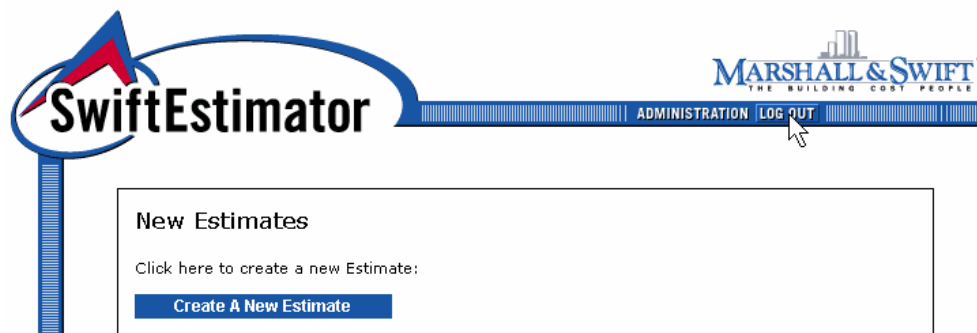 SwiftEstimator
MARSHALL & SWIFT
THE BUILDING COST PEOPLE
ADMINISTRATION LOG OUT
New Estimates
Click here to create a new Estimate:
Create A New Estimate